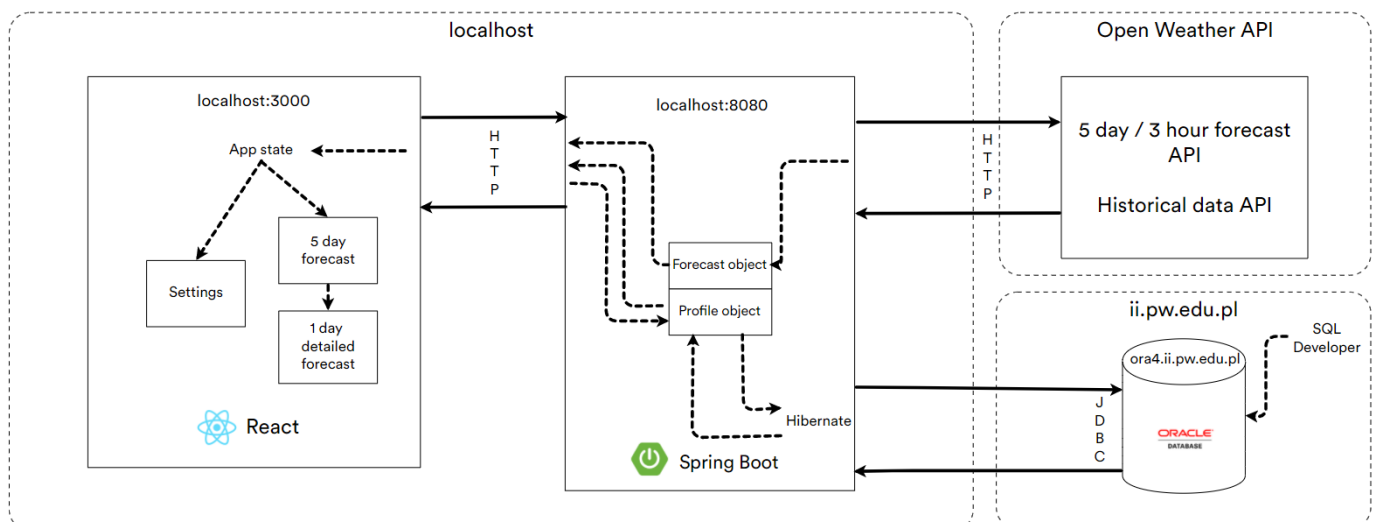 localhost
Open Weather API
localhost:3000
App state
5 day
forecast
Settings
1 day
detailed
forecast
React
H
T
T
P
localhost:8080
Forecast object
Profile object
Hibernate
Spring Boot
H
T
T
P
5 day / 3 hour forecast
API
Historical data API
ii.pw.edu.pl
ora4.ii.pw.edu.pl
SQL
Developer
J
D
B
C
ORACLE
DATABASE